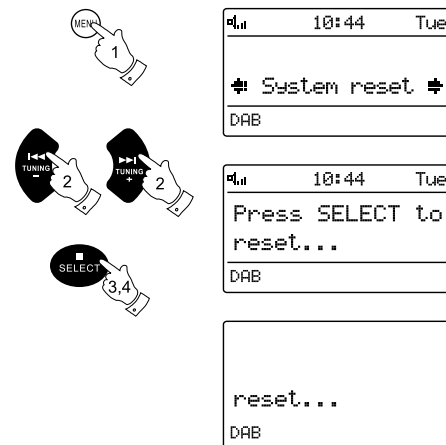 MENU
1
TUNING
−
2
TUNING
+
2
SELECT
3,4
10:44 Tue
System reset
DAB
10:44 Tue
Press SELECT to
reset...
DAB
reset...
DAB